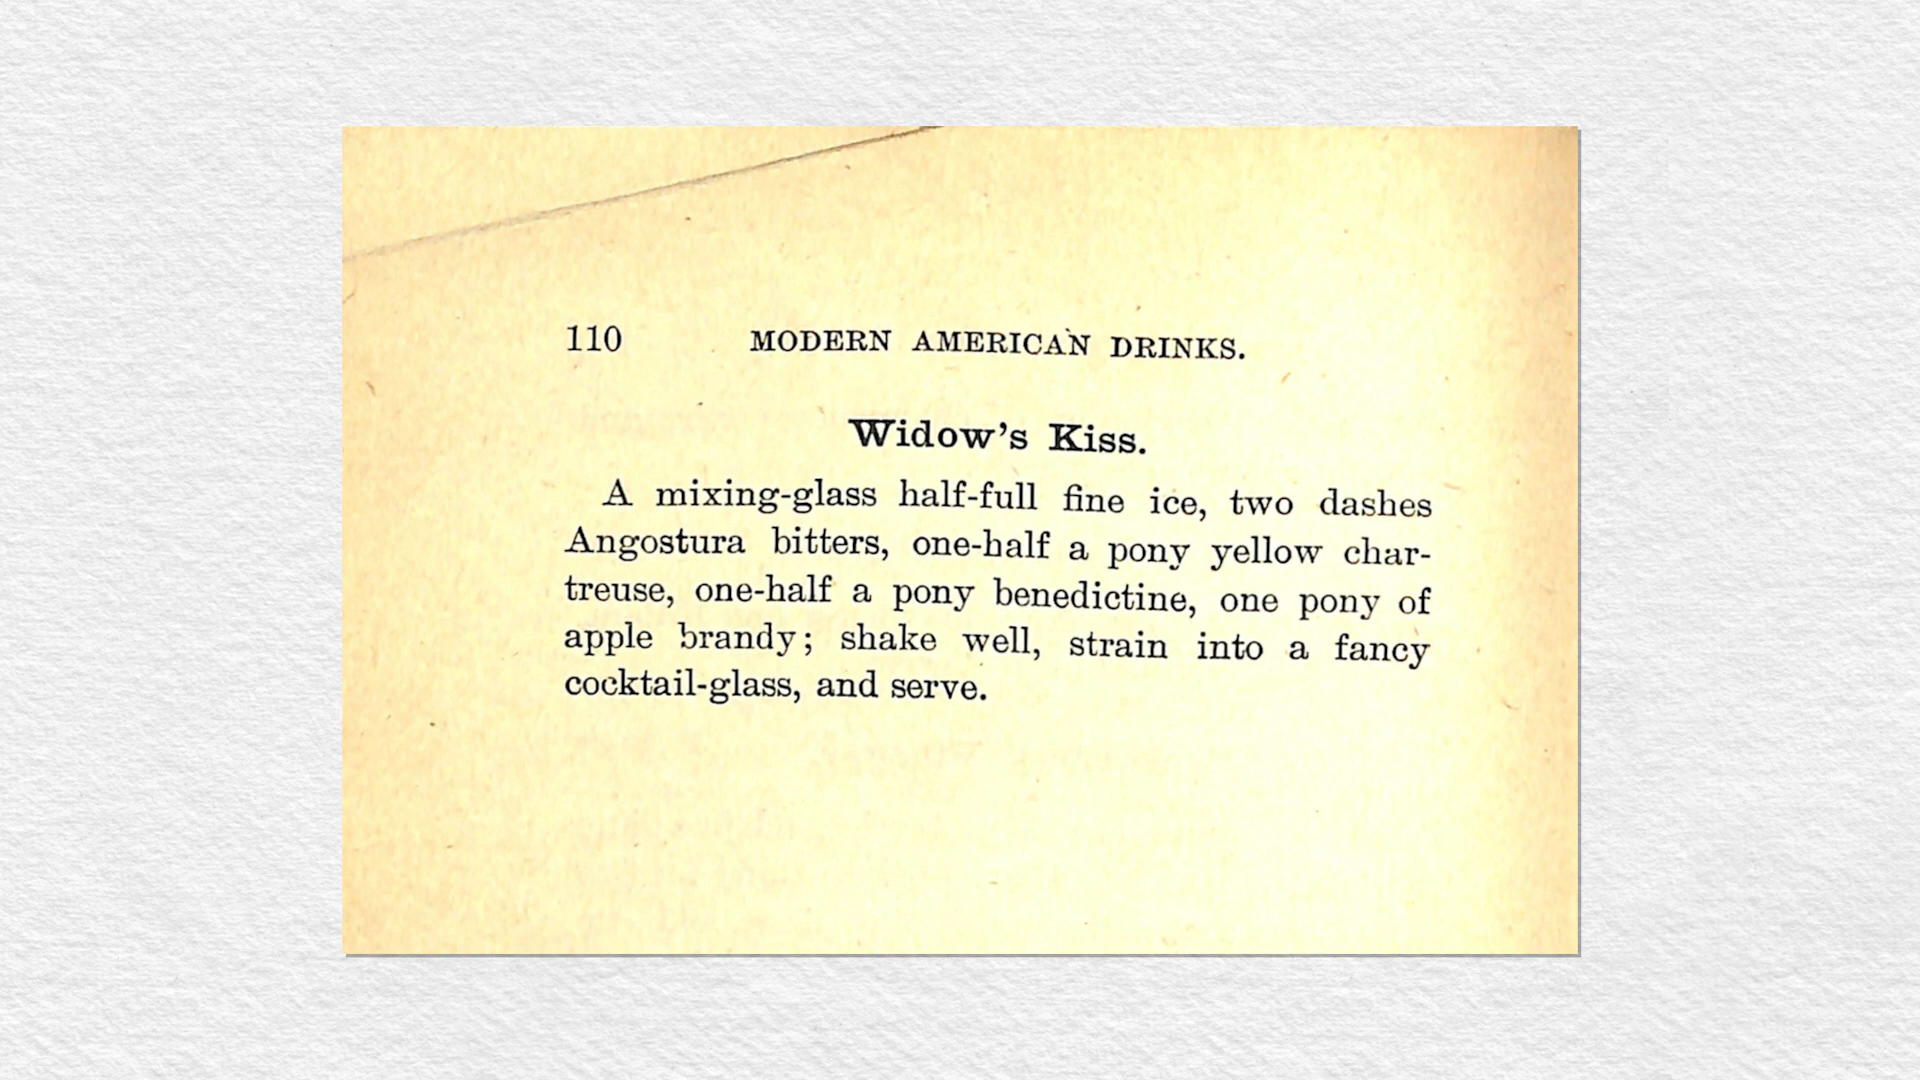 110 MODERN AMERICAN DRINKS.
Widow's Kiss.
A mixing-glass half-full fine ice, two dashes
Angostura bitters, one-half a pony yellow char-
treuse, one-half a pony benedictine, one pony of
apple brandy; shake well, strain into a fancy
cocktail-glass, and serve.